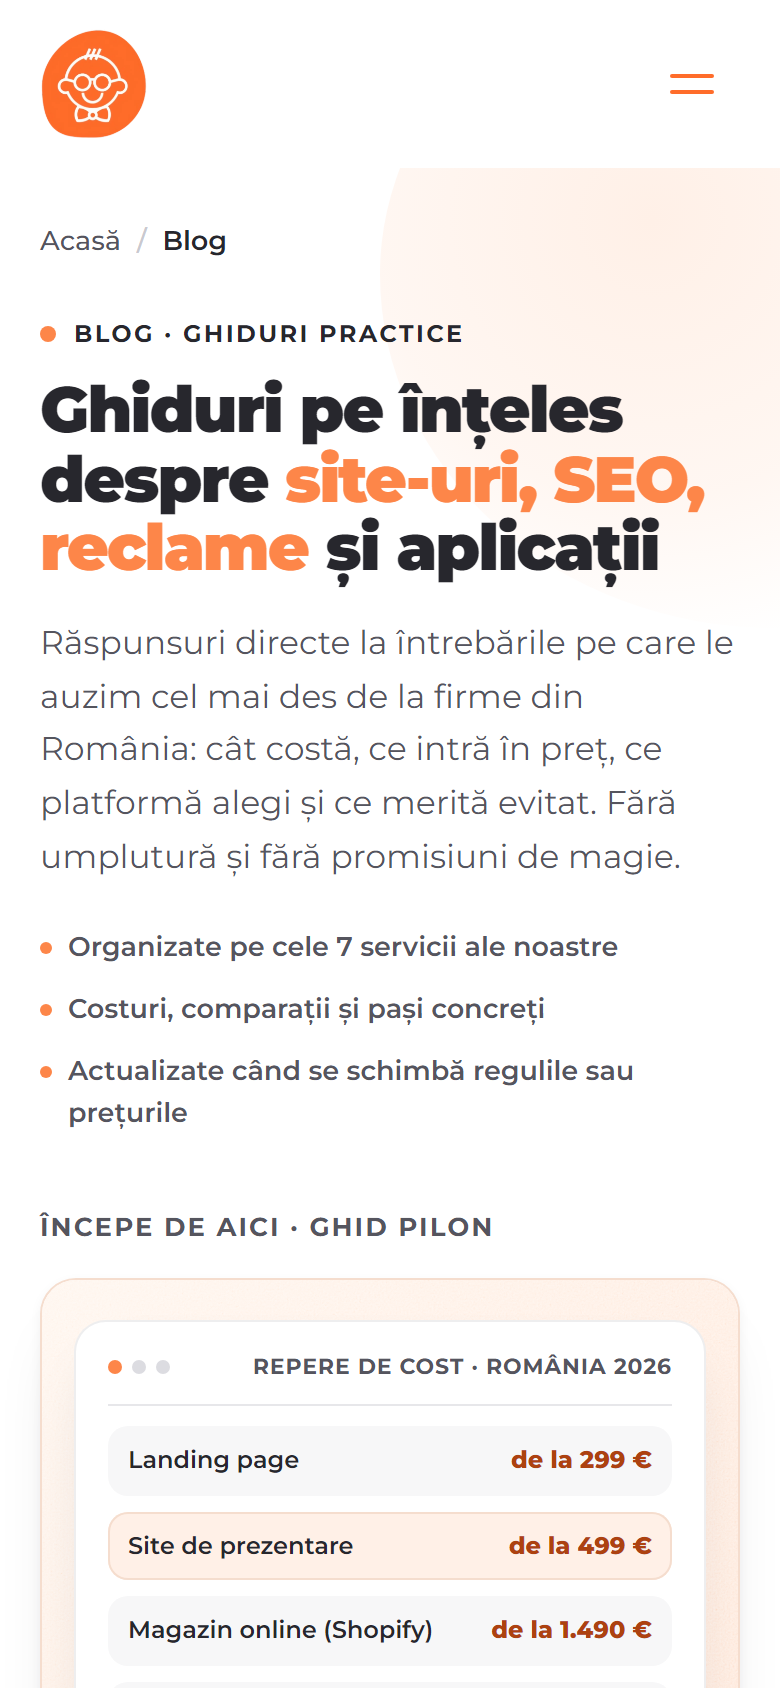 Acasă / Blog
BLOG · GHIDURI PRACTICE
Ghiduri pe înțeles
despre site-uri, SEO,
reclame și aplicații
Răspunsuri directe la întrebările pe care le
auzim cel mai des de la firme din
România: cât costă, ce intră în preț, ce
platformă alegi și ce merită evitat. Fără
umplutură și fără promisiuni de magie.
Organizate pe cele 7 servicii ale noastre
Costuri, comparații și pași concreți
Actualizate când se schimbă regulile sau
prețurile
ÎNCEPE DE AICI · GHID PILON
REPERE DE COST · ROMÂNIA 2026
Landing page de la 299 €
Site de prezentare de la 499 €
Magazin online (Shopify) de la 1.490 €